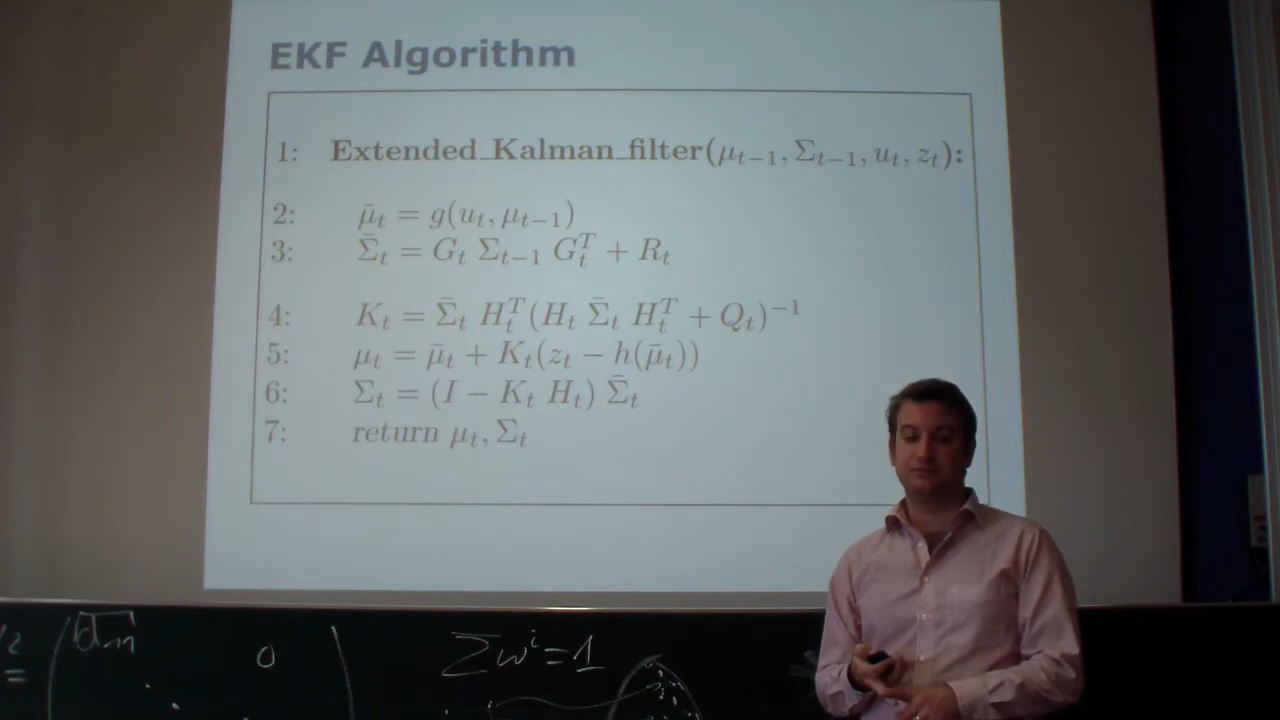 EKF Algorithm
1: Extended_Kalman_filter(μ_{t−1}, Σ_{t−1}, u_t, z_t):
2: μ̄_t = g(u_t, μ_{t−1})
3: Σ̄_t = G_t Σ_{t−1} G_t^T + R_t
4: K_t = Σ̄_t H_t^T(H_t Σ̄_t H_t^T + Q_t)^{−1}
5: μ_t = μ̄_t + K_t(z_t − h(μ̄_t))
6: Σ_t = (I − K_t H_t) Σ̄_t
7: return μ_t, Σ_t
0
Σw^i=1